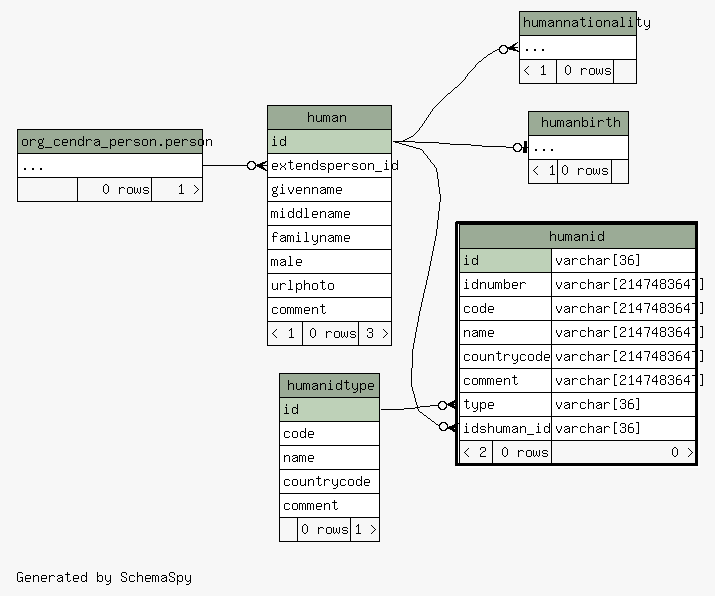 humannationality
...
< 1 0 rows
humanbirth
...
< 1 0 rows
org_cendra_person.person
...
0 rows 1 >
human
id
extendsperson_id
givenname
middlename
familyname
male
urlphoto
comment
< 1 0 rows 3 >
humanid
id varchar[36]
idnumber varchar[2147483647]
code varchar[2147483647]
name varchar[2147483647]
countrycode varchar[2147483647]
comment varchar[2147483647]
type varchar[36]
idshuman_id varchar[36]
< 2 0 rows 0 >
humanidtype
id
code
name
countrycode
comment
0 rows 1 >
Generated by SchemaSpy